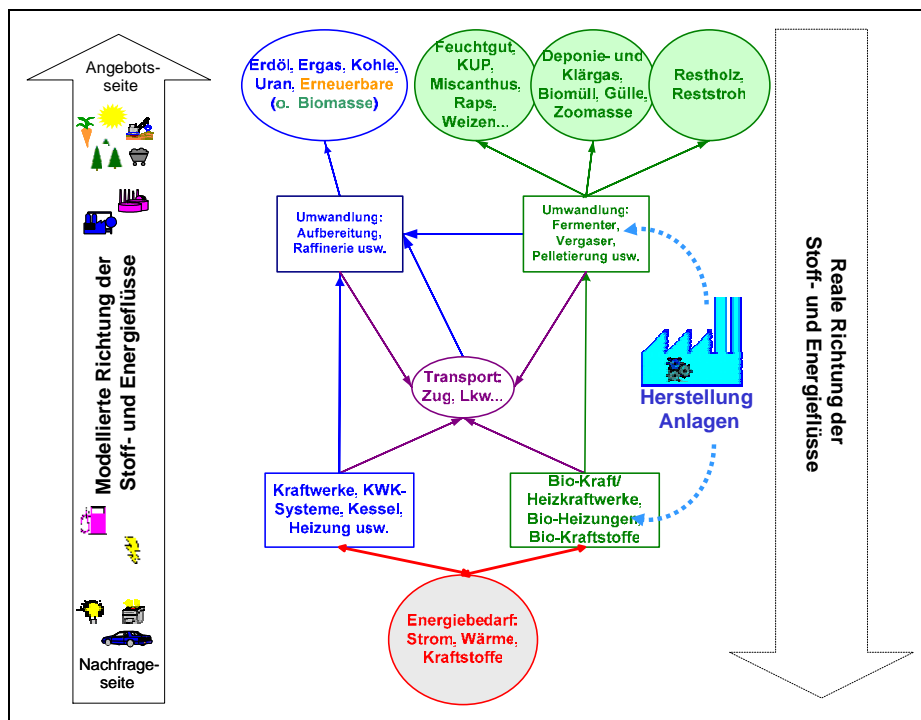 Angebots-
seite
Modellierte Richtung der
Stoff- und Energieflüsse
Nachfrage-
seite
Erdöl, Ergas, Kohle,
Uran, Erneuerbare
(o. Biomasse)
Feuchtgut,
KUP,
Miscanthus,
Raps,
Weizen...
Deponie- und
Klärgas,
Biomüll, Gülle,
Zoomasse
Restholz,
Reststroh
Umwandlung:
Aufbereitung,
Raffinerie usw.
Umwandlung:
Fermenter,
Vergaser,
Pelletierung usw.
Transport:
Zug, Lkw...
Herstellung
Anlagen
Kraftwerke, KWK-
Systeme, Kessel,
Heizung usw.
Bio-Kraft/
Heizkraftwerke,
Bio-Heizungen,
Bio-Kraftstoffe
Energiebedarf:
Strom, Wärme,
Kraftstoffe
Reale Richtung der
Stoff- und Energieflüsse